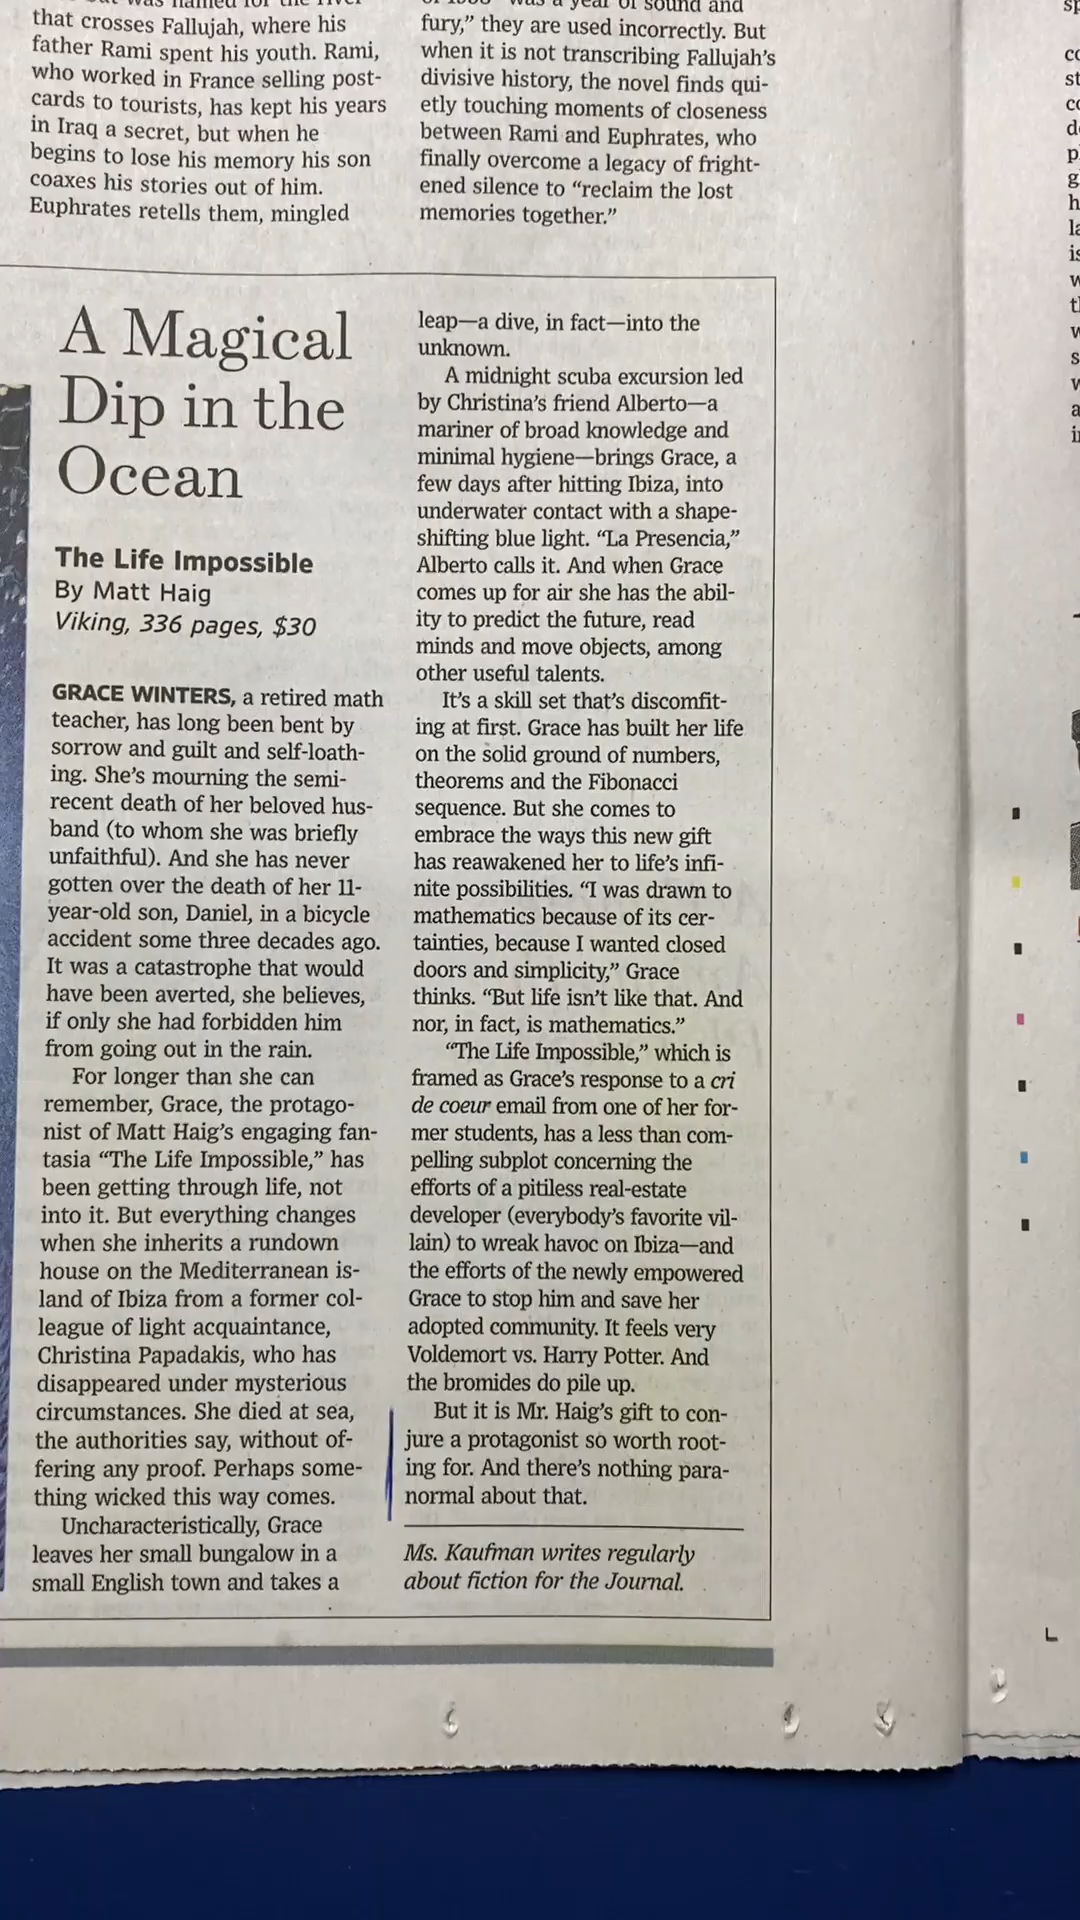 that crosses Fallujah, where his
father Rami spent his youth. Rami,
who worked in France selling post-
cards to tourists, has kept his years
in Iraq a secret, but when he
begins to lose his memory his son
coaxes his stories out of him.
Euphrates retells them, mingled
fury,” they are used incorrectly. But
when it is not transcribing Fallujah’s
divisive history, the novel finds qui-
etly touching moments of closeness
between Rami and Euphrates, who
finally overcome a legacy of fright-
ened silence to “reclaim the lost
memories together.”
A Magical
Dip in the
Ocean
The Life Impossible
By Matt Haig
Viking, 336 pages, $30
GRACE WINTERS, a retired math
teacher, has long been bent by
sorrow and guilt and self-loath-
ing. She’s mourning the semi-
recent death of her beloved hus-
band (to whom she was briefly
unfaithful). And she has never
gotten over the death of her 11-
year-old son, Daniel, in a bicycle
accident some three decades ago.
It was a catastrophe that would
have been averted, she believes,
if only she had forbidden him
from going out in the rain.
For longer than she can
remember, Grace, the protago-
nist of Matt Haig’s engaging fan-
tasia “The Life Impossible,” has
been getting through life, not
into it. But everything changes
when she inherits a rundown
house on the Mediterranean is-
land of Ibiza from a former col-
league of light acquaintance,
Christina Papadakis, who has
disappeared under mysterious
circumstances. She died at sea,
the authorities say, without of-
fering any proof. Perhaps some-
thing wicked this way comes.
Uncharacteristically, Grace
leaves her small bungalow in a
small English town and takes a
leap—a dive, in fact—into the
unknown.
A midnight scuba excursion led
by Christina’s friend Alberto—a
mariner of broad knowledge and
minimal hygiene—brings Grace, a
few days after hitting Ibiza, into
underwater contact with a shape-
shifting blue light. “La Presencia,”
Alberto calls it. And when Grace
comes up for air she has the abil-
ity to predict the future, read
minds and move objects, among
other useful talents.
It’s a skill set that’s discomfit-
ing at first. Grace has built her life
on the solid ground of numbers,
theorems and the Fibonacci
sequence. But she comes to
embrace the ways this new gift
has reawakened her to life’s infi-
nite possibilities. “I was drawn to
mathematics because of its cer-
tainties, because I wanted closed
doors and simplicity,” Grace
thinks. “But life isn’t like that. And
nor, in fact, is mathematics.”
“The Life Impossible,” which is
framed as Grace’s response to a cri
de coeur email from one of her for-
mer students, has a less than com-
pelling subplot concerning the
efforts of a pitiless real-estate
developer (everybody’s favorite vil-
lain) to wreak havoc on Ibiza—and
the efforts of the newly empowered
Grace to stop him and save her
adopted community. It feels very
Voldemort vs. Harry Potter. And
the bromides do pile up.
But it is Mr. Haig’s gift to con-
jure a protagonist so worth root-
ing for. And there’s nothing para-
normal about that.
Ms. Kaufman writes regularly
about fiction for the Journal.